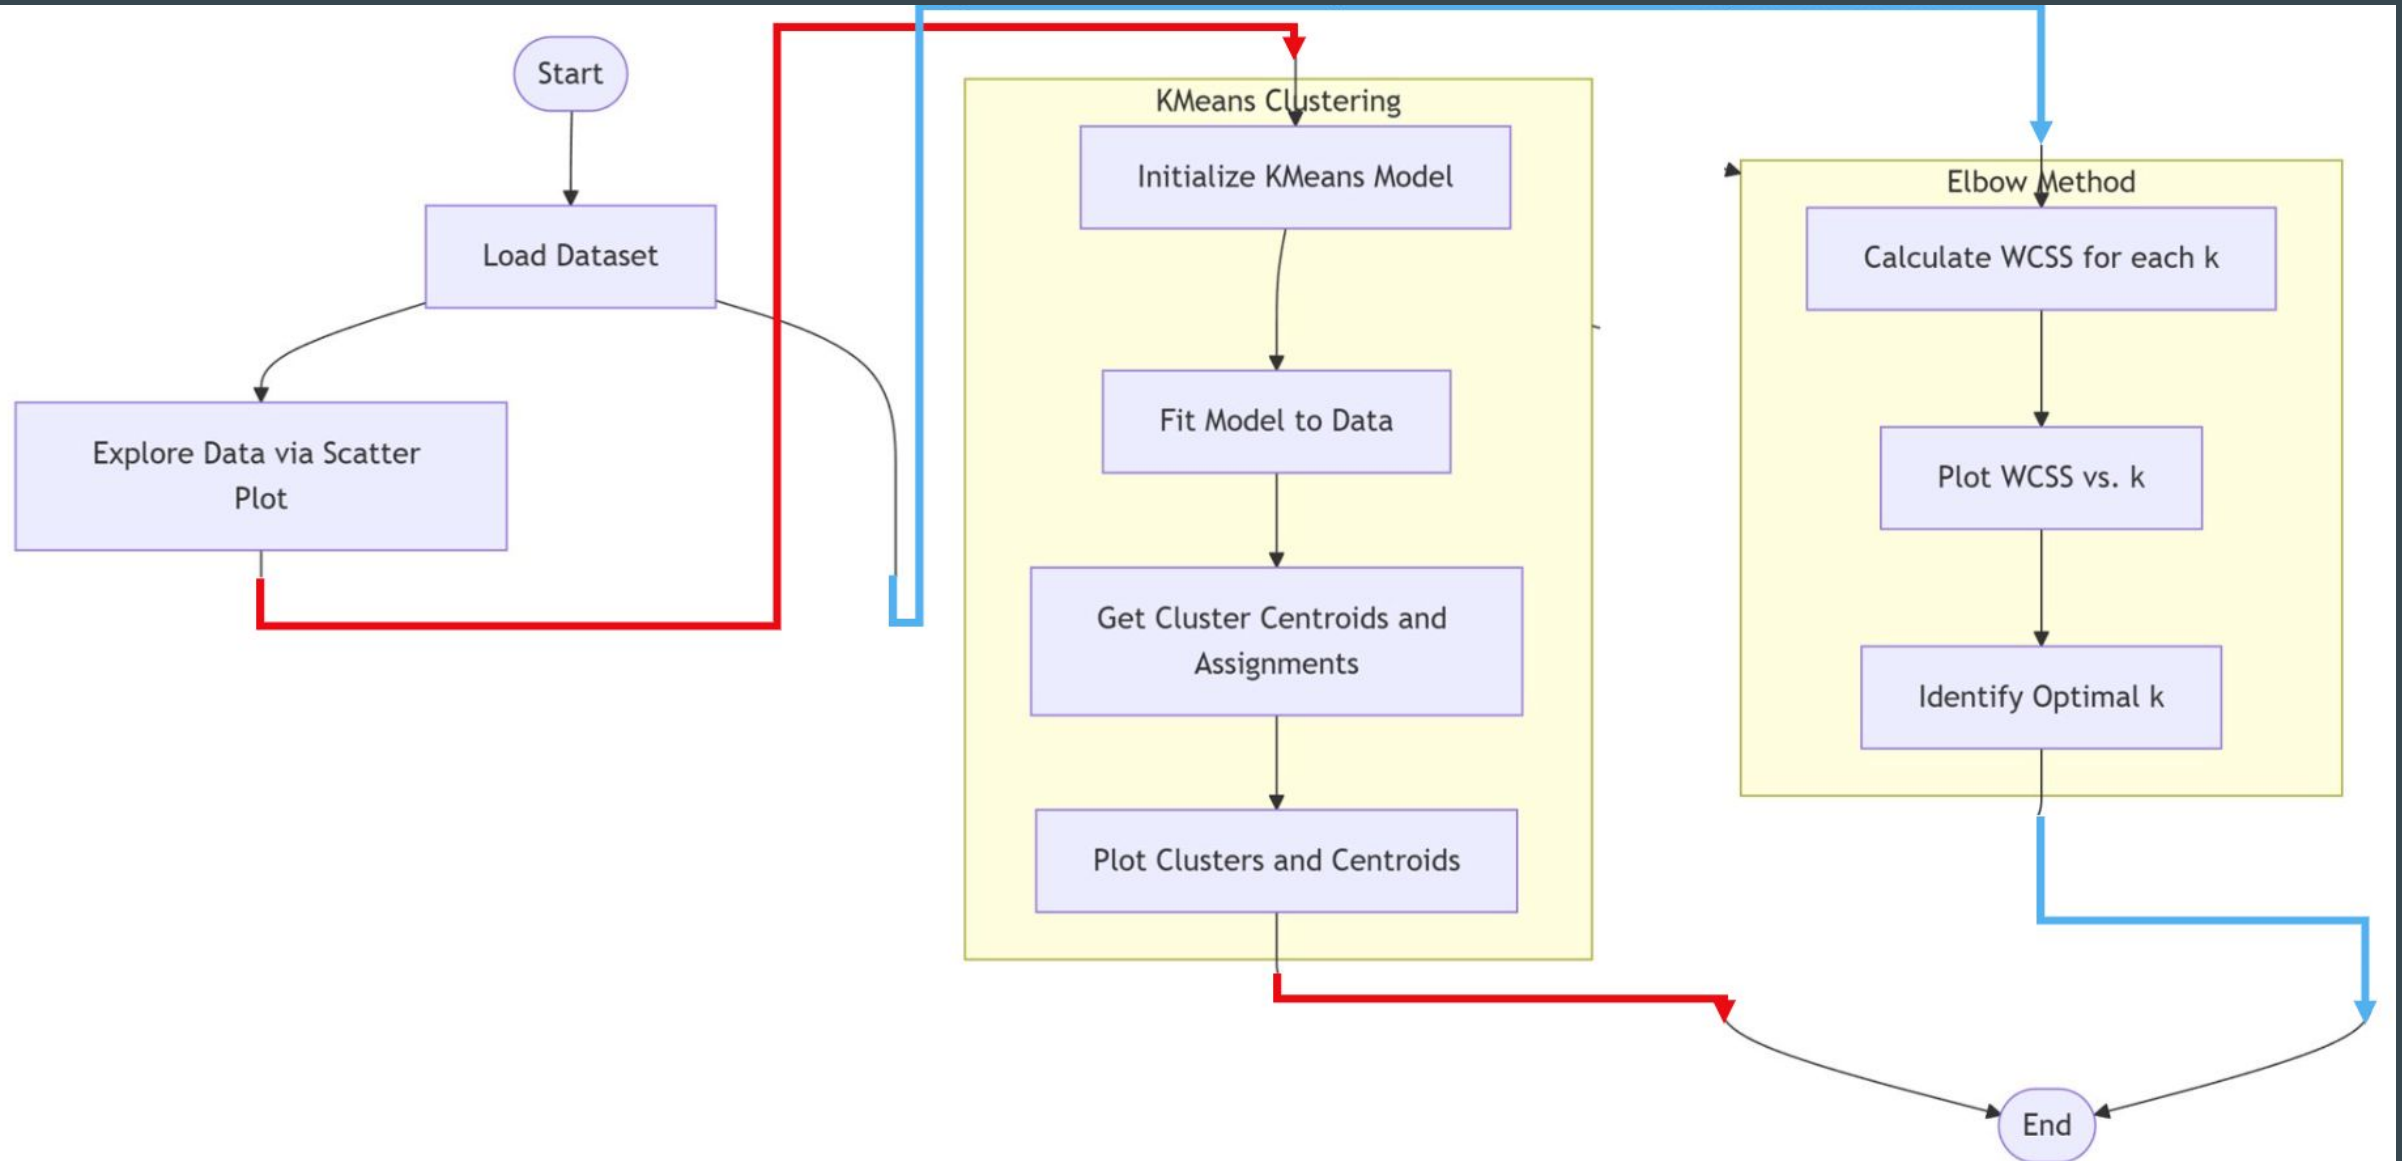 Start
Load Dataset
Explore Data via Scatter
Plot
KMeans Clustering
Initialize KMeans Model
Fit Model to Data
Get Cluster Centroids and
Assignments
Plot Clusters and Centroids
Elbow Method
Calculate WCSS for each k
Plot WCSS vs. k
Identify Optimal k
End